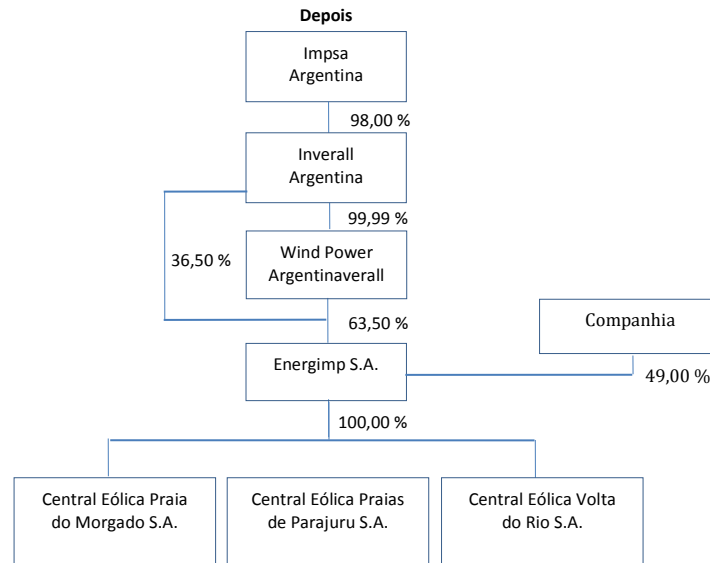 Depois
Impsa
Argentina
98,00 %
Inverall
Argentina
99,99 %
36,50 %
Wind Power
Argentinaverall
63,50 %
Companhia
Energimp S.A.
49,00 %
100,00 %
Central Eólica Praia
do Morgado S.A.
Central Eólica Praias
de Parajuru S.A.
Central Eólica Volta
do Rio S.A.